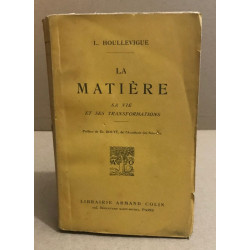 L. HOULLEVIGUE
LA
MATIÈRE
SA VIE
ET SES TRANSFORMATIONS
LIBRAIRIE ARMAND COLIN